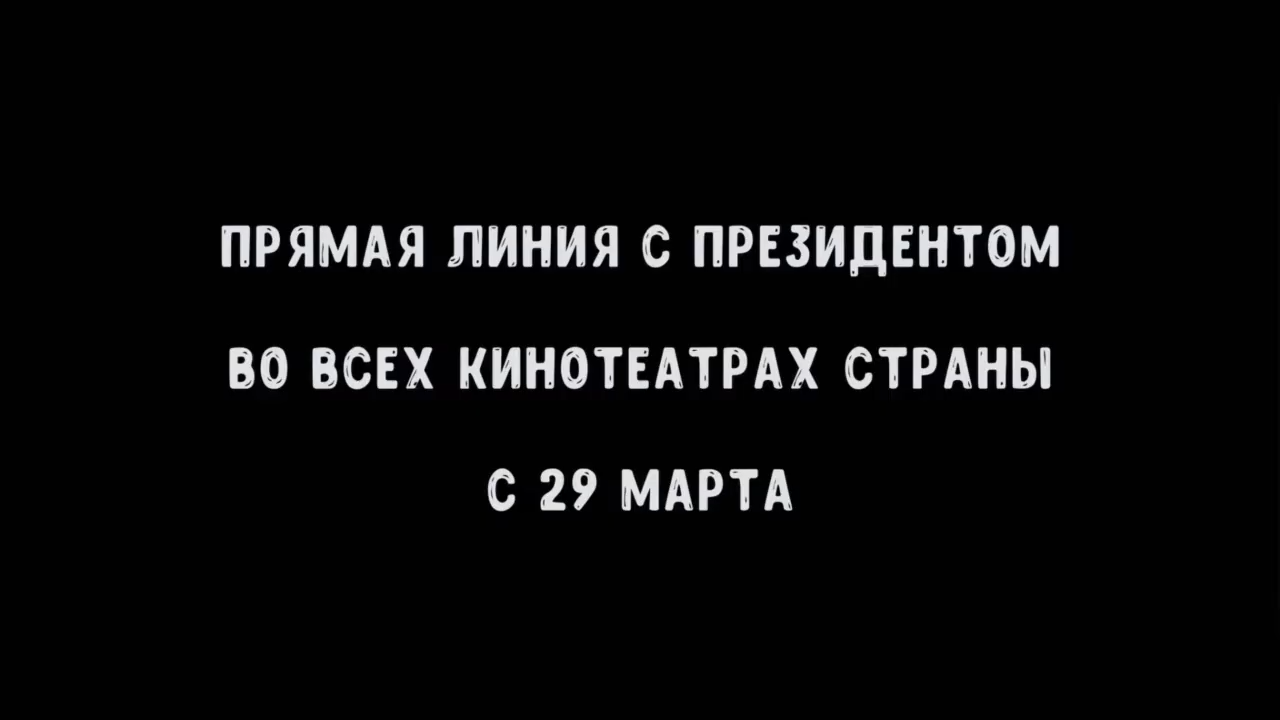 ПРЯМАЯ ЛИНИЯ С ПРЕЗИДЕНТОМ
ВО ВСЕХ КИНОТЕАТРАХ СТРАНЫ
С 29 МАРТА